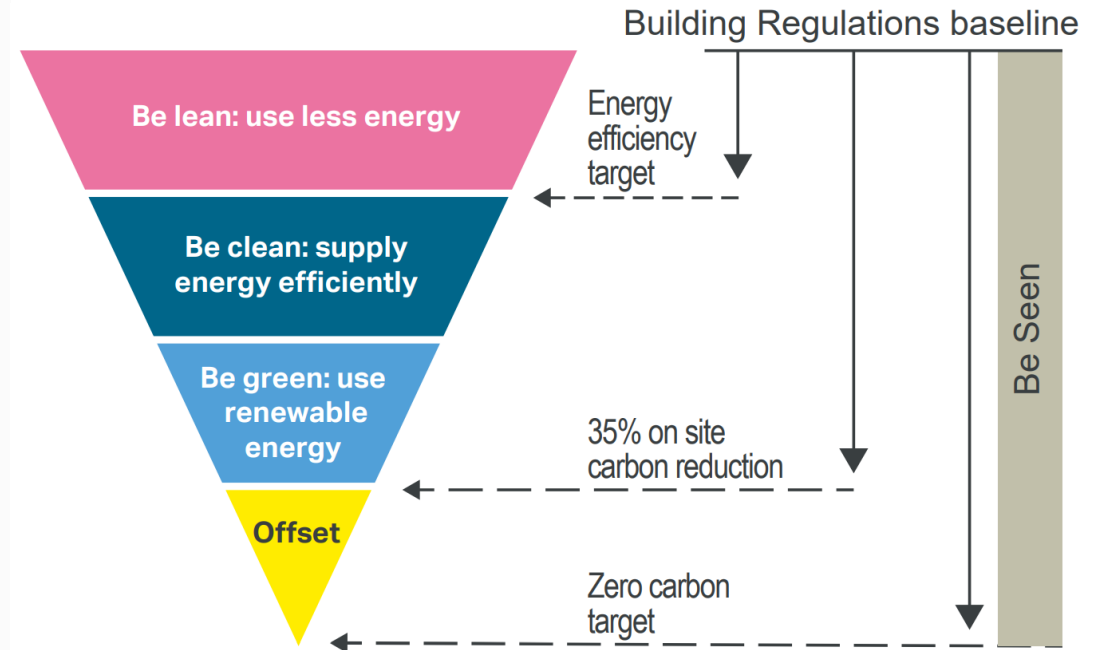 Building Regulations baseline
Be lean: use less energy
Energy
efficiency
target
Be clean: supply
energy efficiently
Be Seen
Be green: use
renewable
energy
35% on site
carbon reduction
Offset
Zero carbon
target